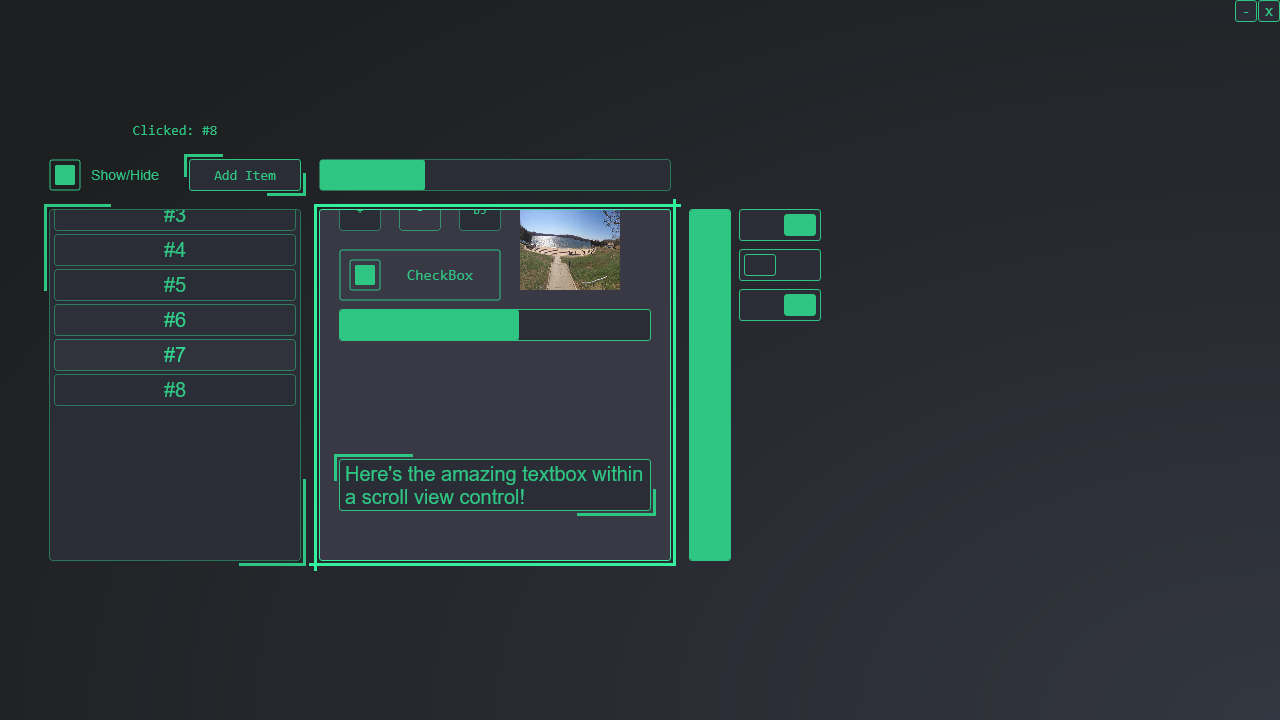 - X
Clicked: #8
Show/Hide
Add Item
#3
#4
#5
#6
#7
#8
CheckBox
Here's the amazing textbox within
a scroll view control!